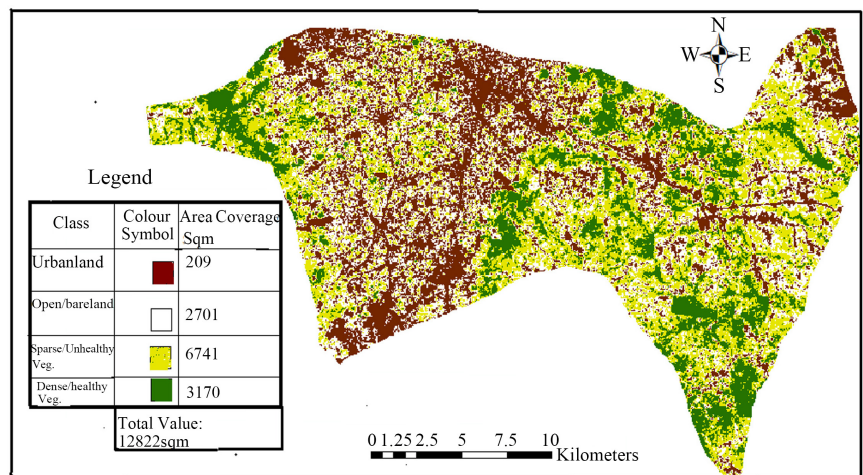 N
W E
S
Legend
Class Colour Symbol Area Coverage Sqm
Urbanland 209
Open/bareland 2701
Sparse/Unhealthy Veg. 6741
Dense/healthy Veg. 3170
Total Value:
12822sqm
0 1.25 2.5 5 7.5 10
Kilometers